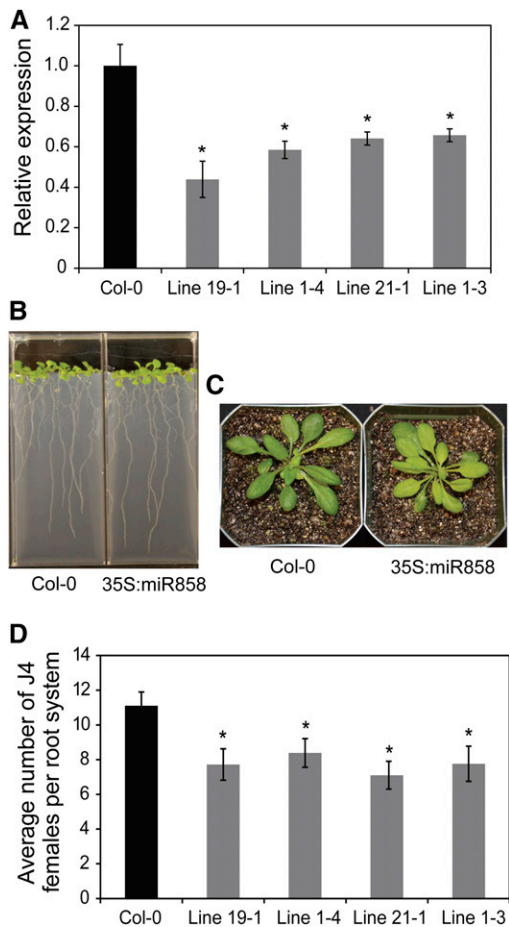 A
Relative expression
1.2
1.0
0.8
0.6
0.4
0.2
0
*
*
*
*
Col-0 Line 19-1 Line 1-4 Line 21-1 Line 1-3
B
Col-0 35S:miR858
C
Col-0 35S:miR858
D
Average number of J4
females per root system
14
12
10
8
6
4
2
0
*
*
*
*
Col-0 Line 19-1 Line 1-4 Line 21-1 Line 1-3